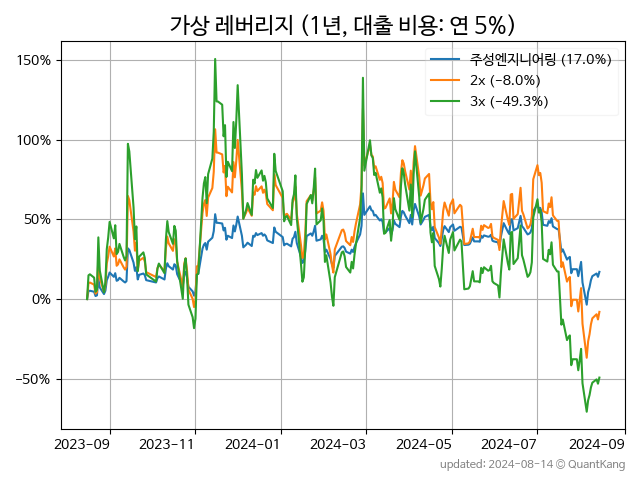 가상 레버리지 (1년, 대출 비용: 연 5%)
150%
100%
50%
0%
−50%
주성엔지니어링 (17.0%)
2x (−8.0%)
3x (−49.3%)
2023−09 2023−11 2024−01 2024−03 2024−05 2024−07 2024−09
updated: 2024-08-14 © QuantKang